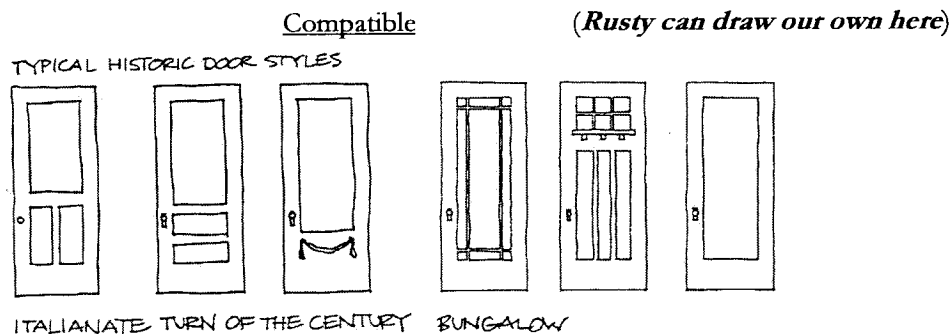 Compatible (Rusty can draw our own here)
TYPICAL HISTORIC DOOR STYLES
ITALIANATE TURN OF THE CENTURY BUNGALOW